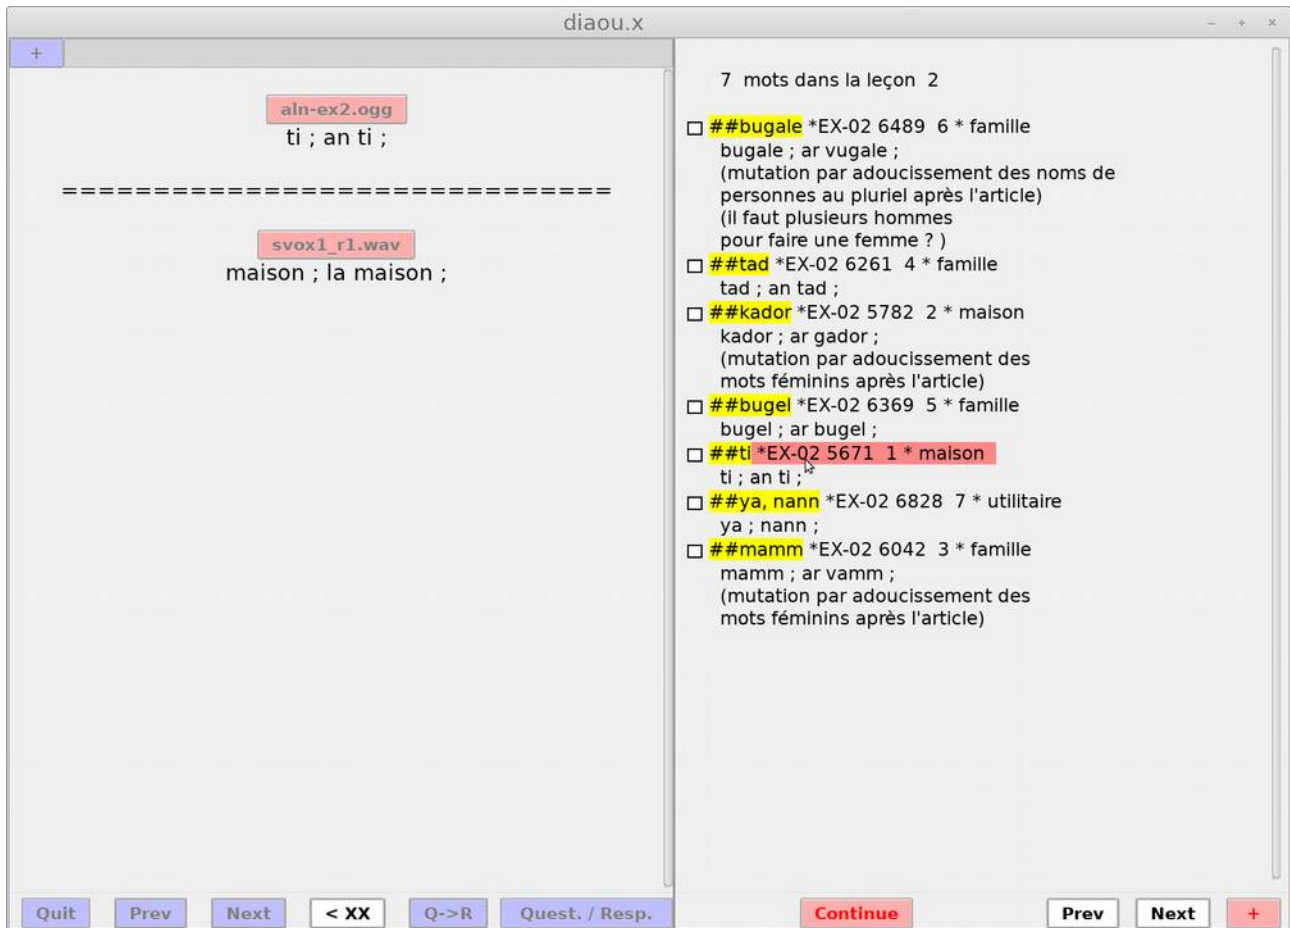 diaou.x
+
aln-ex2.ogg
ti ; an ti ;
==============================
svox1_r1.wav
maison ; la maison ;
Quit Prev Next < XX Q->R Quest. / Resp.
7 mots dans la leçon 2
##bugale *EX-02 6489 6 * famille
bugale ; ar vugale ;
(mutation par adoucissement des noms de
personnes au pluriel après l'article)
(il faut plusieurs hommes
pour faire une femme ? )
##tad *EX-02 6261 4 * famille
tad ; an tad ;
##kador *EX-02 5782 2 * maison
kador ; ar gador ;
(mutation par adoucissement des
mots féminins après l'article)
##bugel *EX-02 6369 5 * famille
bugel ; ar bugel ;
##ti *EX-02 5671 1 * maison
ti ; an ti ;
##ya, nann *EX-02 6828 7 * utilitaire
ya ; nann ;
##mamm *EX-02 6042 3 * famille
mamm ; ar vamm ;
(mutation par adoucissement des
mots féminins après l'article)
Continue Prev Next +